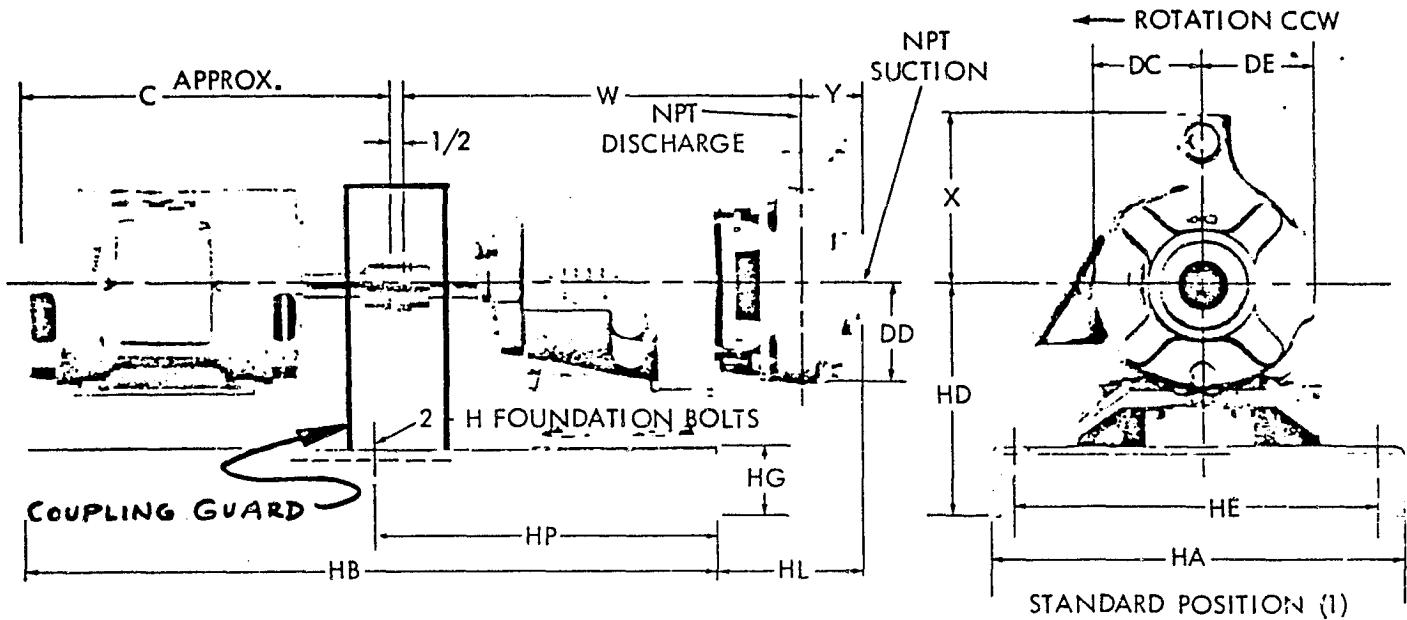 ROTATION CCW
NPT
SUCTION
DC
DE
C
APPROX.
W
Y
NPT
DISCHARGE
1/2
X
DD
HD
2 - H FOUNDATION BOLTS
HG
COUPLING GUARD
HP
HE
HB
HL
HA
STANDARD POSITION (1)